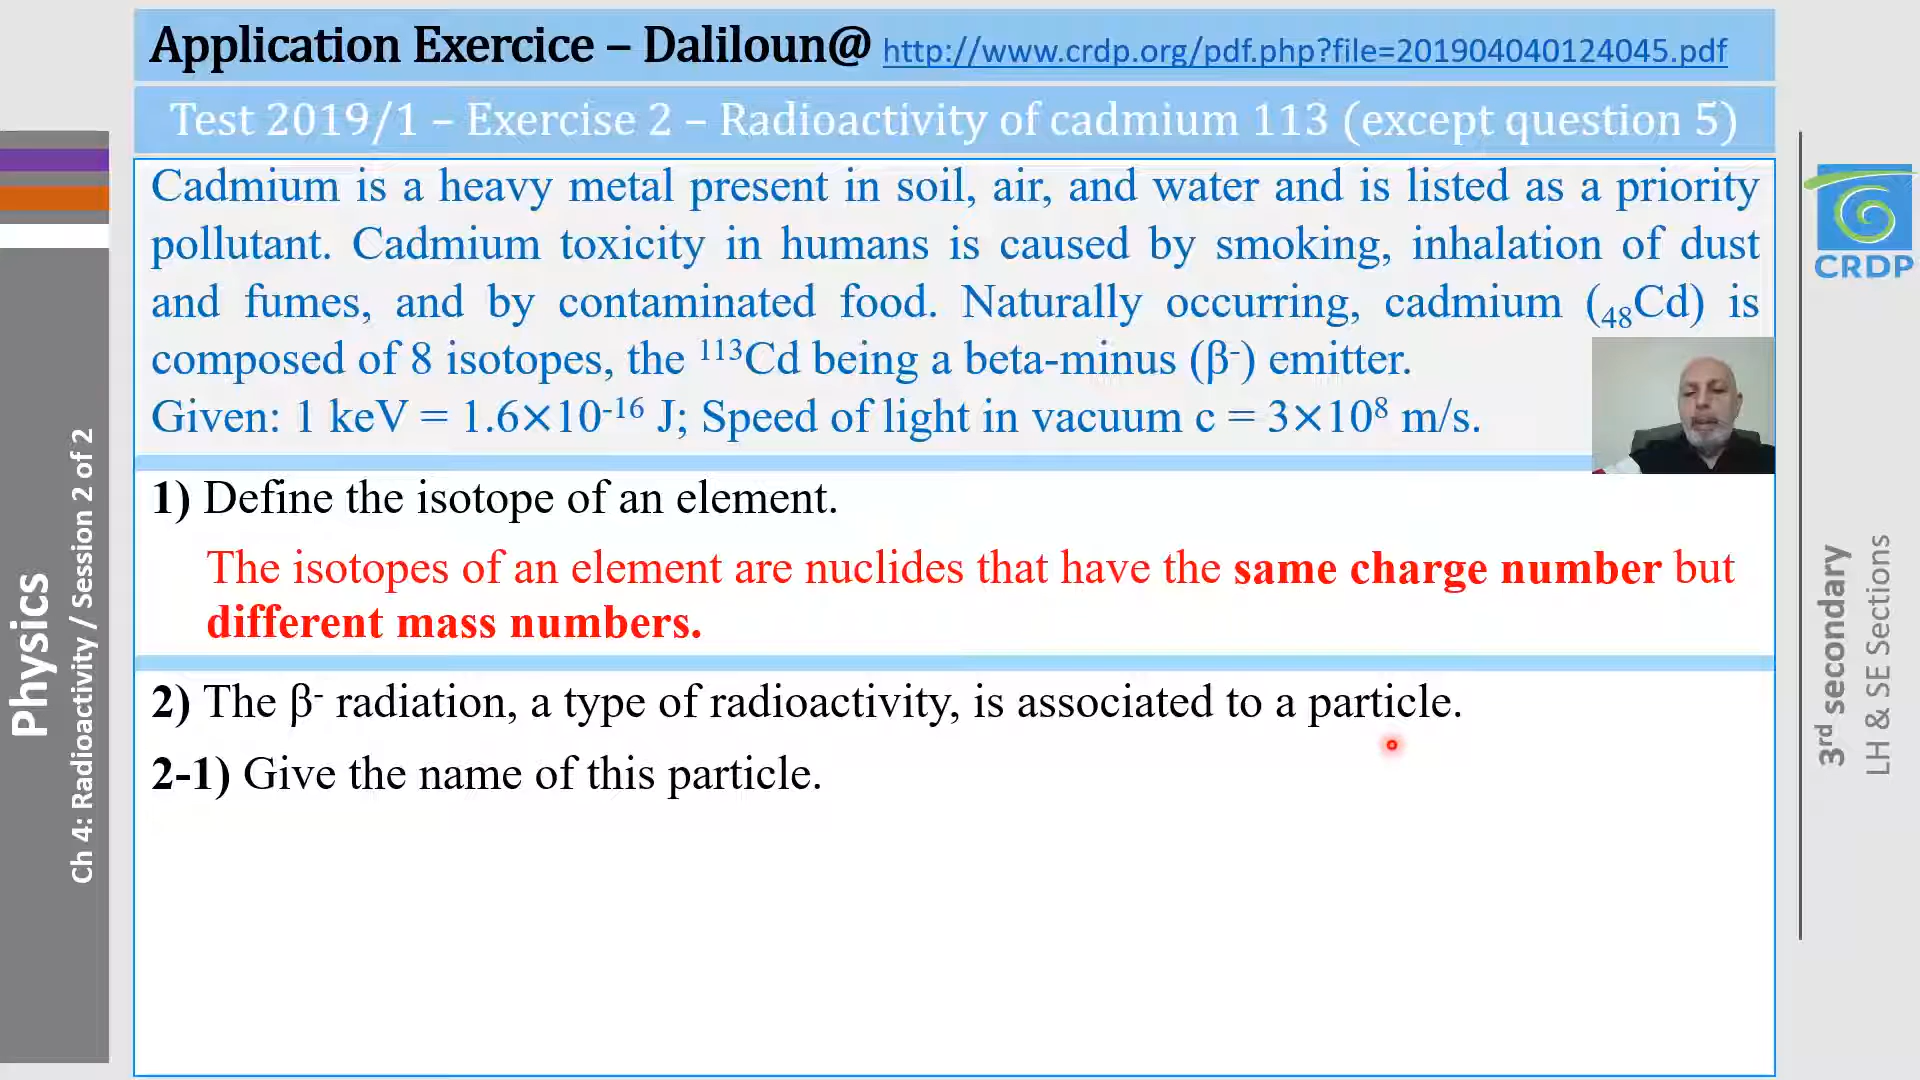 Application Exercice – Daliloun@ http://www.crdp.org/pdf.php?file=201904040124045.pdf
Test 2019/1 – Exercise 2 – Radioactivity of cadmium 113 (except question 5)
Cadmium is a heavy metal present in soil, air, and water and is listed as a priority
pollutant. Cadmium toxicity in humans is caused by smoking, inhalation of dust
and fumes, and by contaminated food. Naturally occurring, cadmium (₄₈Cd) is
composed of 8 isotopes, the ¹¹³Cd being a beta-minus (β⁻) emitter.
Given: 1 keV = 1.6×10⁻¹⁶ J; Speed of light in vacuum c = 3×10⁸ m/s.
1) Define the isotope of an element.
The isotopes of an element are nuclides that have the same charge number but
different mass numbers.
2) The β⁻ radiation, a type of radioactivity, is associated to a particle.
2-1) Give the name of this particle.
Physics
Ch 4: Radioactivity / Session 2 of 2
CRDP
3rd secondary
LH & SE Sections